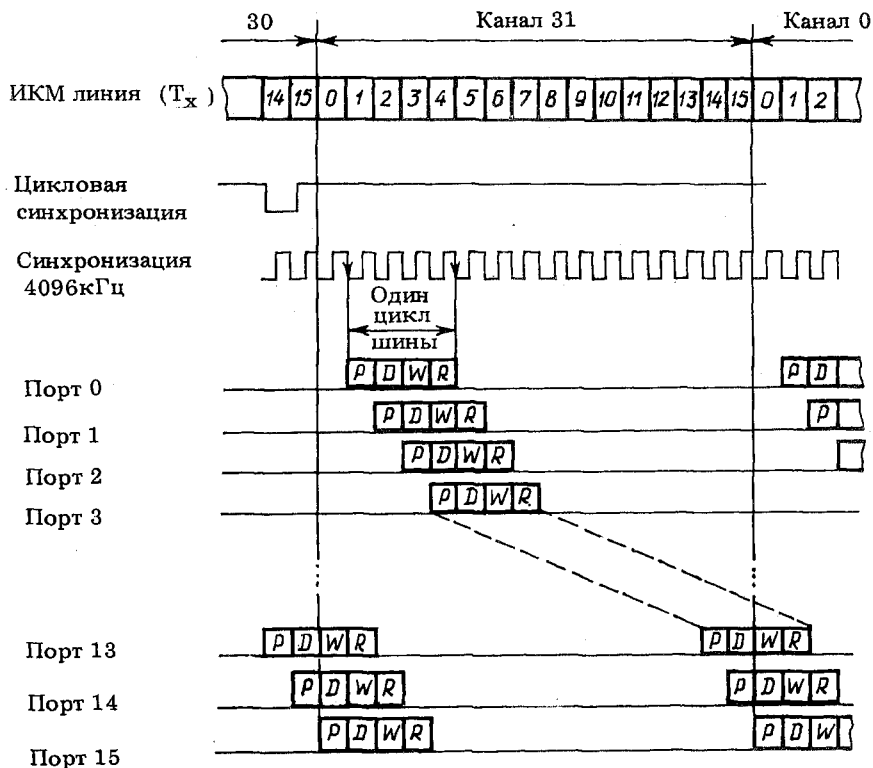 30 Канал 31 Канал 0
ИКМ линия (Tx) 14 15 0 1 2 3 4 5 6 7 8 9 10 11 12 13 14 15 0 1 2
Цикловая
синхронизация
Синхронизация
4096кГц
Один
цикл
шины
Порт 0 P D W R P D
Порт 1 P D W R P
Порт 2 P D W R
Порт 3 P D W R
Порт 13 P D W R P D W R
Порт 14 P D W R P D W R
Порт 15 P D W R P D W